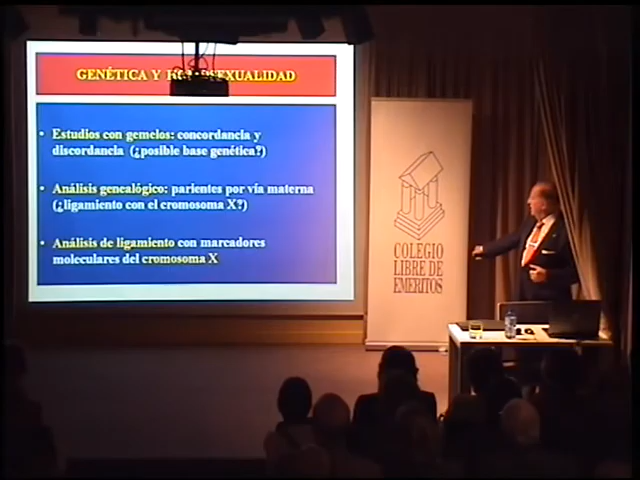 GENÉTICA Y HOMOSEXUALIDAD
• Estudios con gemelos: concordancia y
discordancia (¿posible base genética?)
• Análisis genealógico: parientes por vía materna
(¿ligamiento con el cromosoma X?)
• Análisis de ligamiento con marcadores
moleculares del cromosoma X
COLEGIO
LIBRE DE
EMERITOS